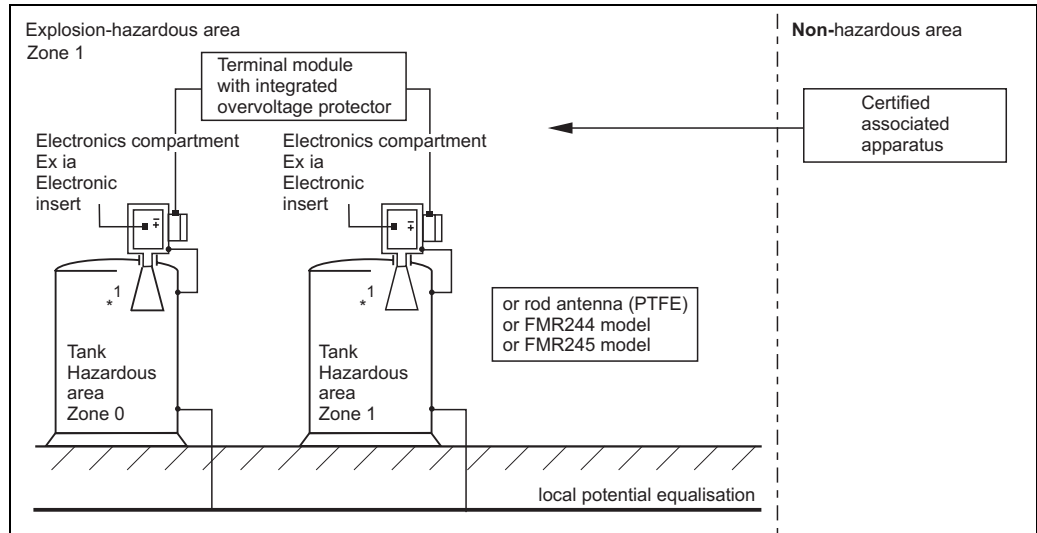 Explosion-hazardous area
Zone 1
Non-hazardous area
Terminal module
with integrated
overvoltage protector
Certified
associated
apparatus
Electronics compartment
Ex ia
Electronic
insert
Electronics compartment
Ex ia
Electronic
insert
- +
- +
*1
*1
or rod antenna (PTFE)
or FMR244 model
or FMR245 model
Tank
Hazardous
area
Zone 0
Tank
Hazardous
area
Zone 1
local potential equalisation